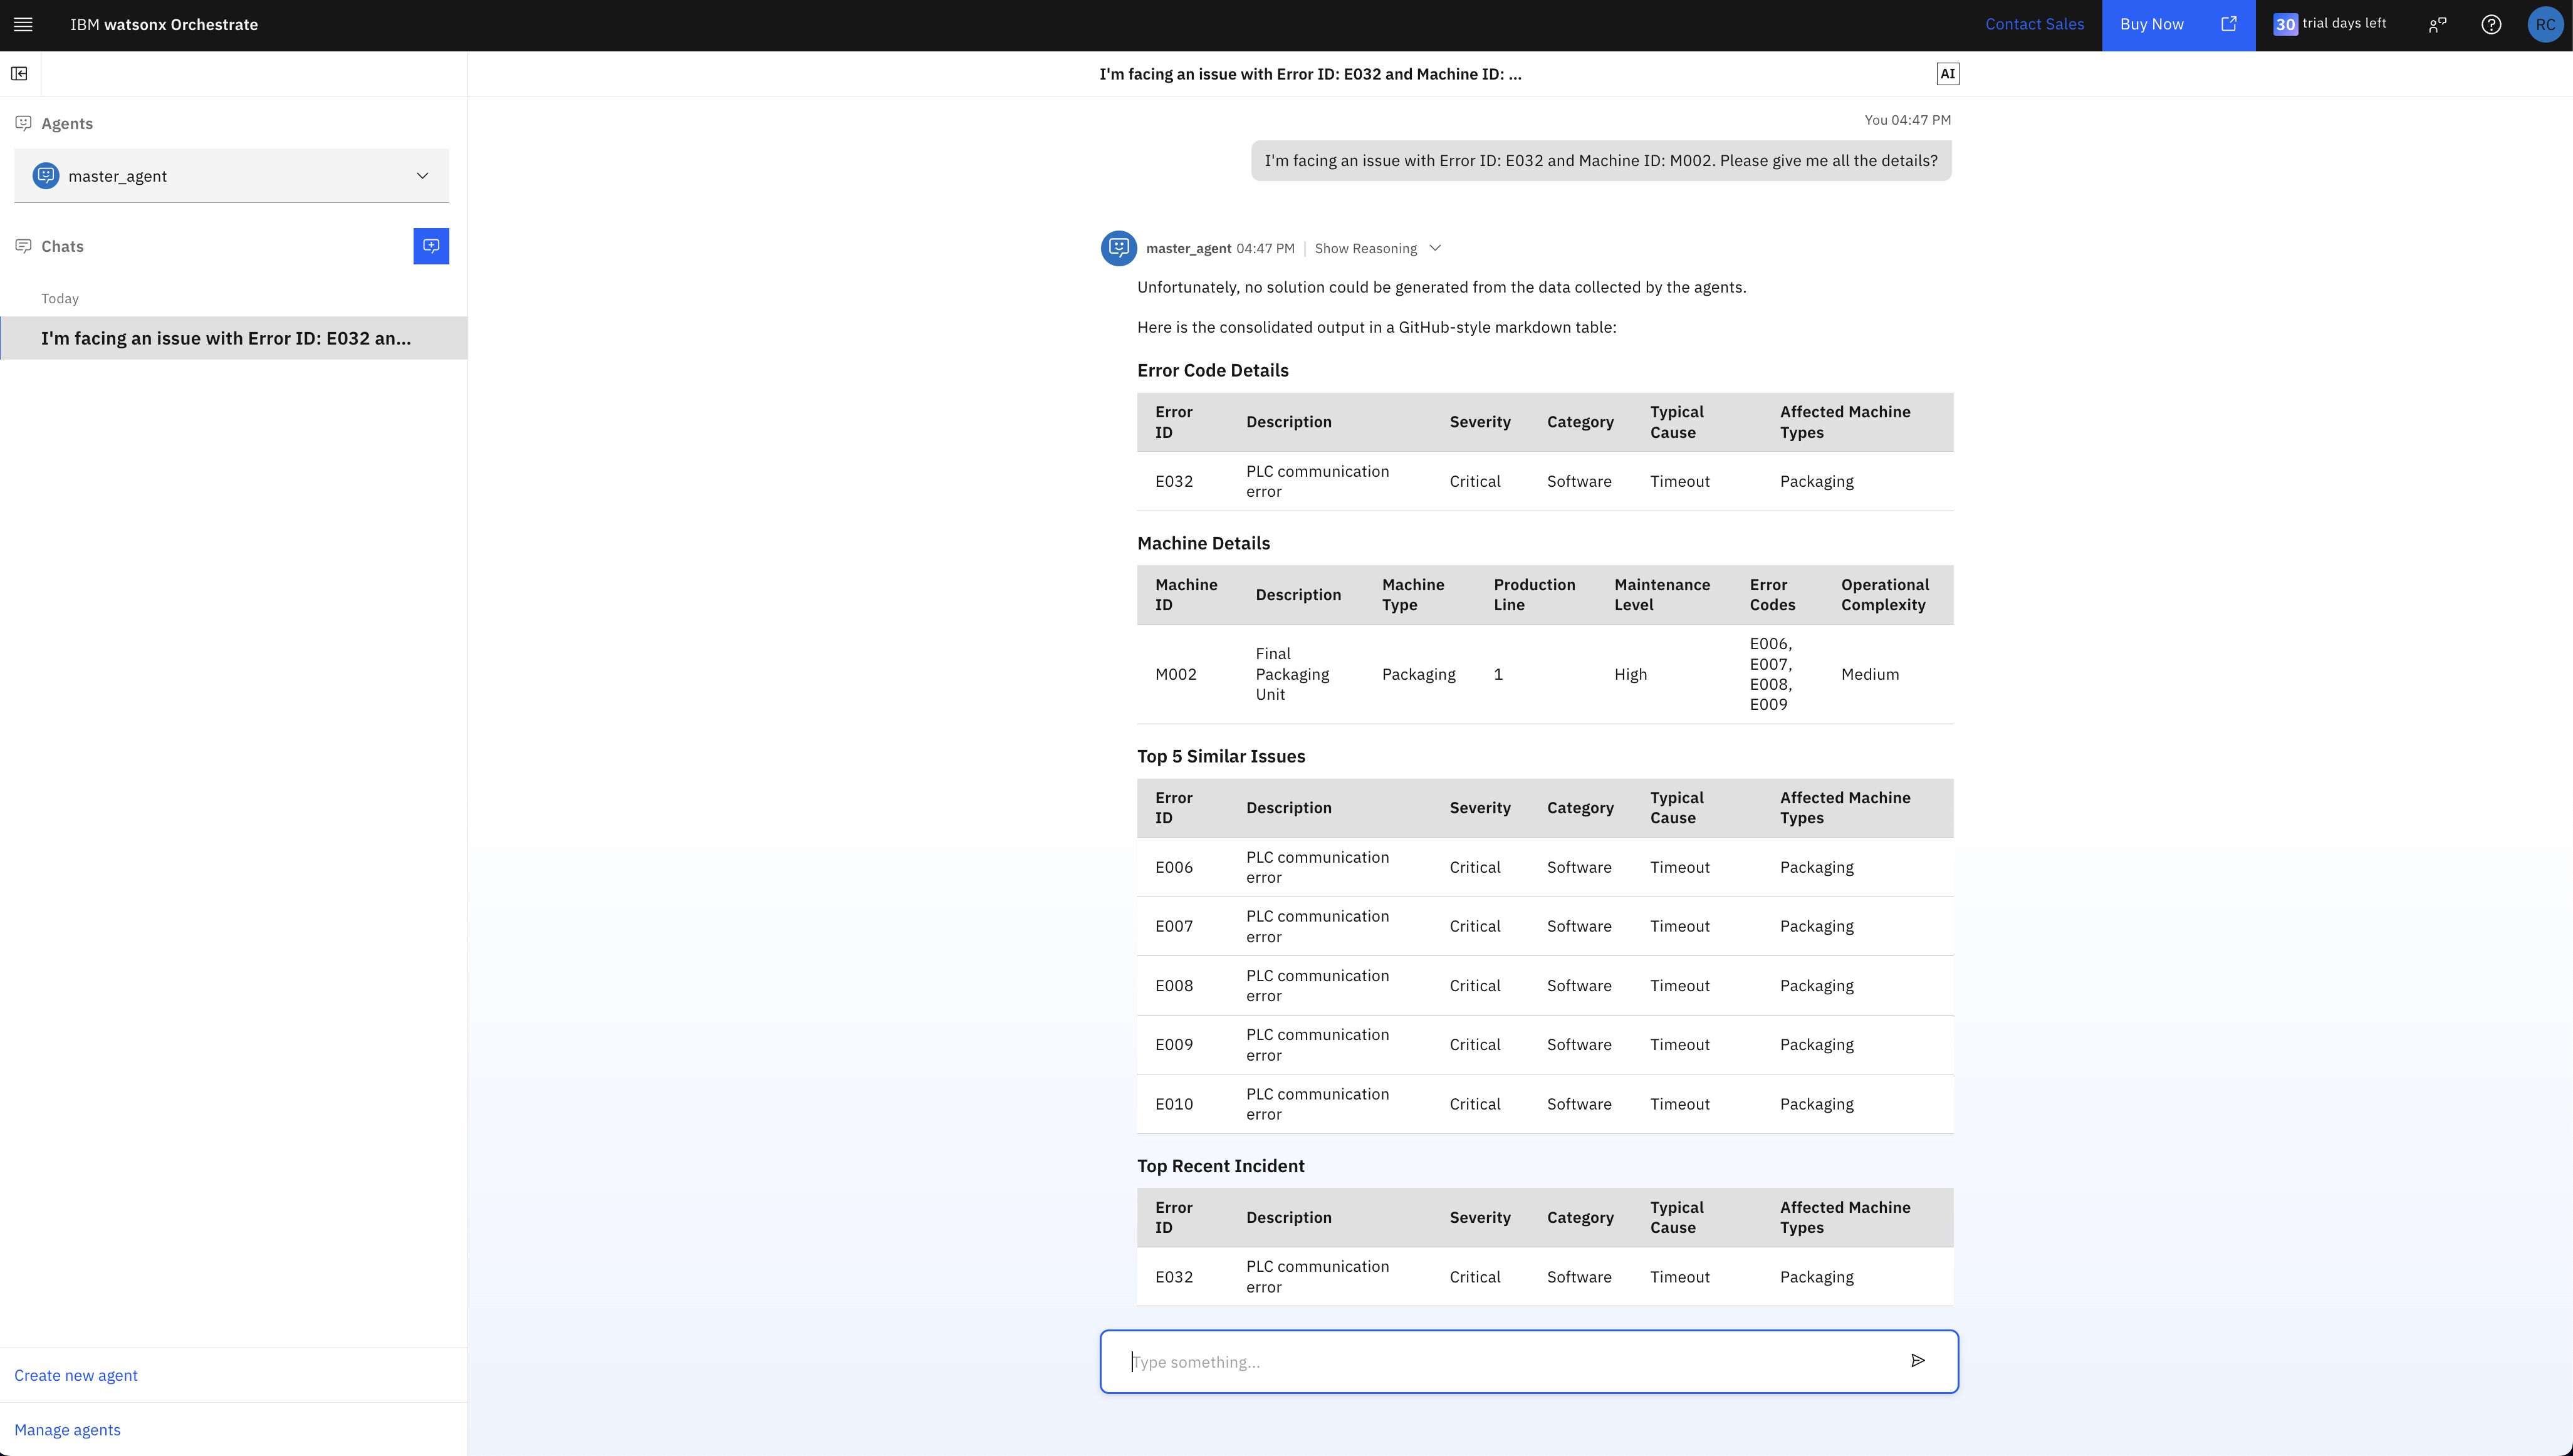 IBM watsonx Orchestrate
Contact Sales
Buy Now
30 trial days left
RC
I'm facing an issue with Error ID: E032 and Machine ID: ...
AI
Agents
master_agent
Chats
Today
I'm facing an issue with Error ID: E032 an...
Create new agent
Manage agents
You 04:47 PM
I'm facing an issue with Error ID: E032 and Machine ID: M002. Please give me all the details?
master_agent 04:47 PM | Show Reasoning
Unfortunately, no solution could be generated from the data collected by the agents.
Here is the consolidated output in a GitHub-style markdown table:
Error Code Details
Error ID Description Severity Category Typical Cause Affected Machine Types
E032 PLC communication error Critical Software Timeout Packaging
Machine Details
Machine ID Description Machine Type Production Line Maintenance Level Error Codes Operational Complexity
M002 Final Packaging Unit Packaging 1 High E006, E007, E008, E009 Medium
Top 5 Similar Issues
Error ID Description Severity Category Typical Cause Affected Machine Types
E006 PLC communication error Critical Software Timeout Packaging
E007 PLC communication error Critical Software Timeout Packaging
E008 PLC communication error Critical Software Timeout Packaging
E009 PLC communication error Critical Software Timeout Packaging
E010 PLC communication error Critical Software Timeout Packaging
Top Recent Incident
Error ID Description Severity Category Typical Cause Affected Machine Types
E032 PLC communication error Critical Software Timeout Packaging
Type something...